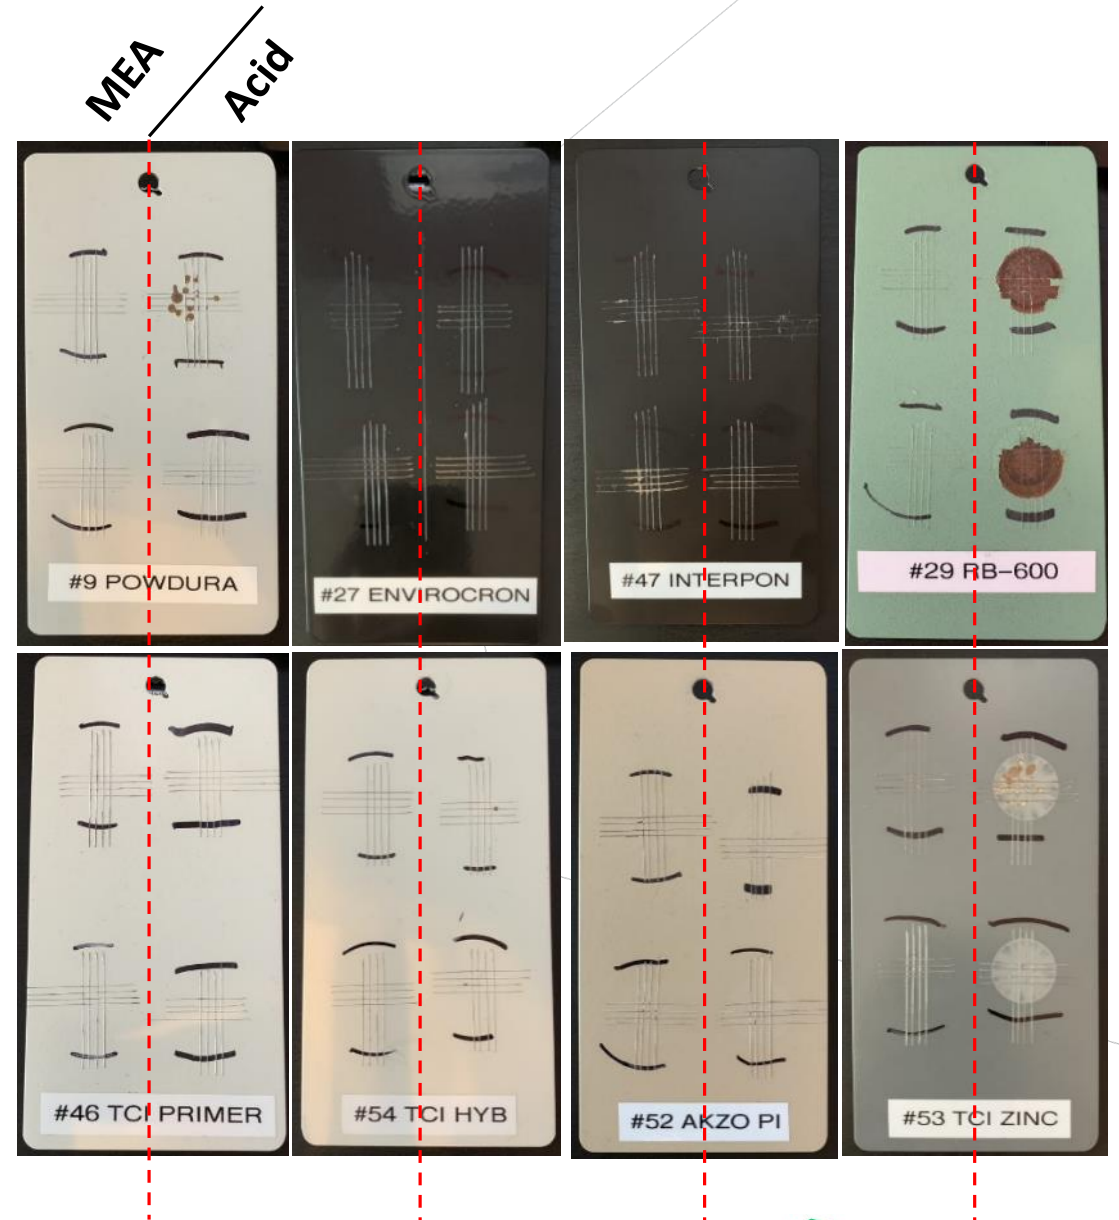 MEA
Acid
#9 POWDURA
#27 ENVIROCRON
#47 INTERPON
#29 RB-600
#46 TCI PRIMER
#54 TCI HYB
#52 AKZO PI
#53 TCI ZINC